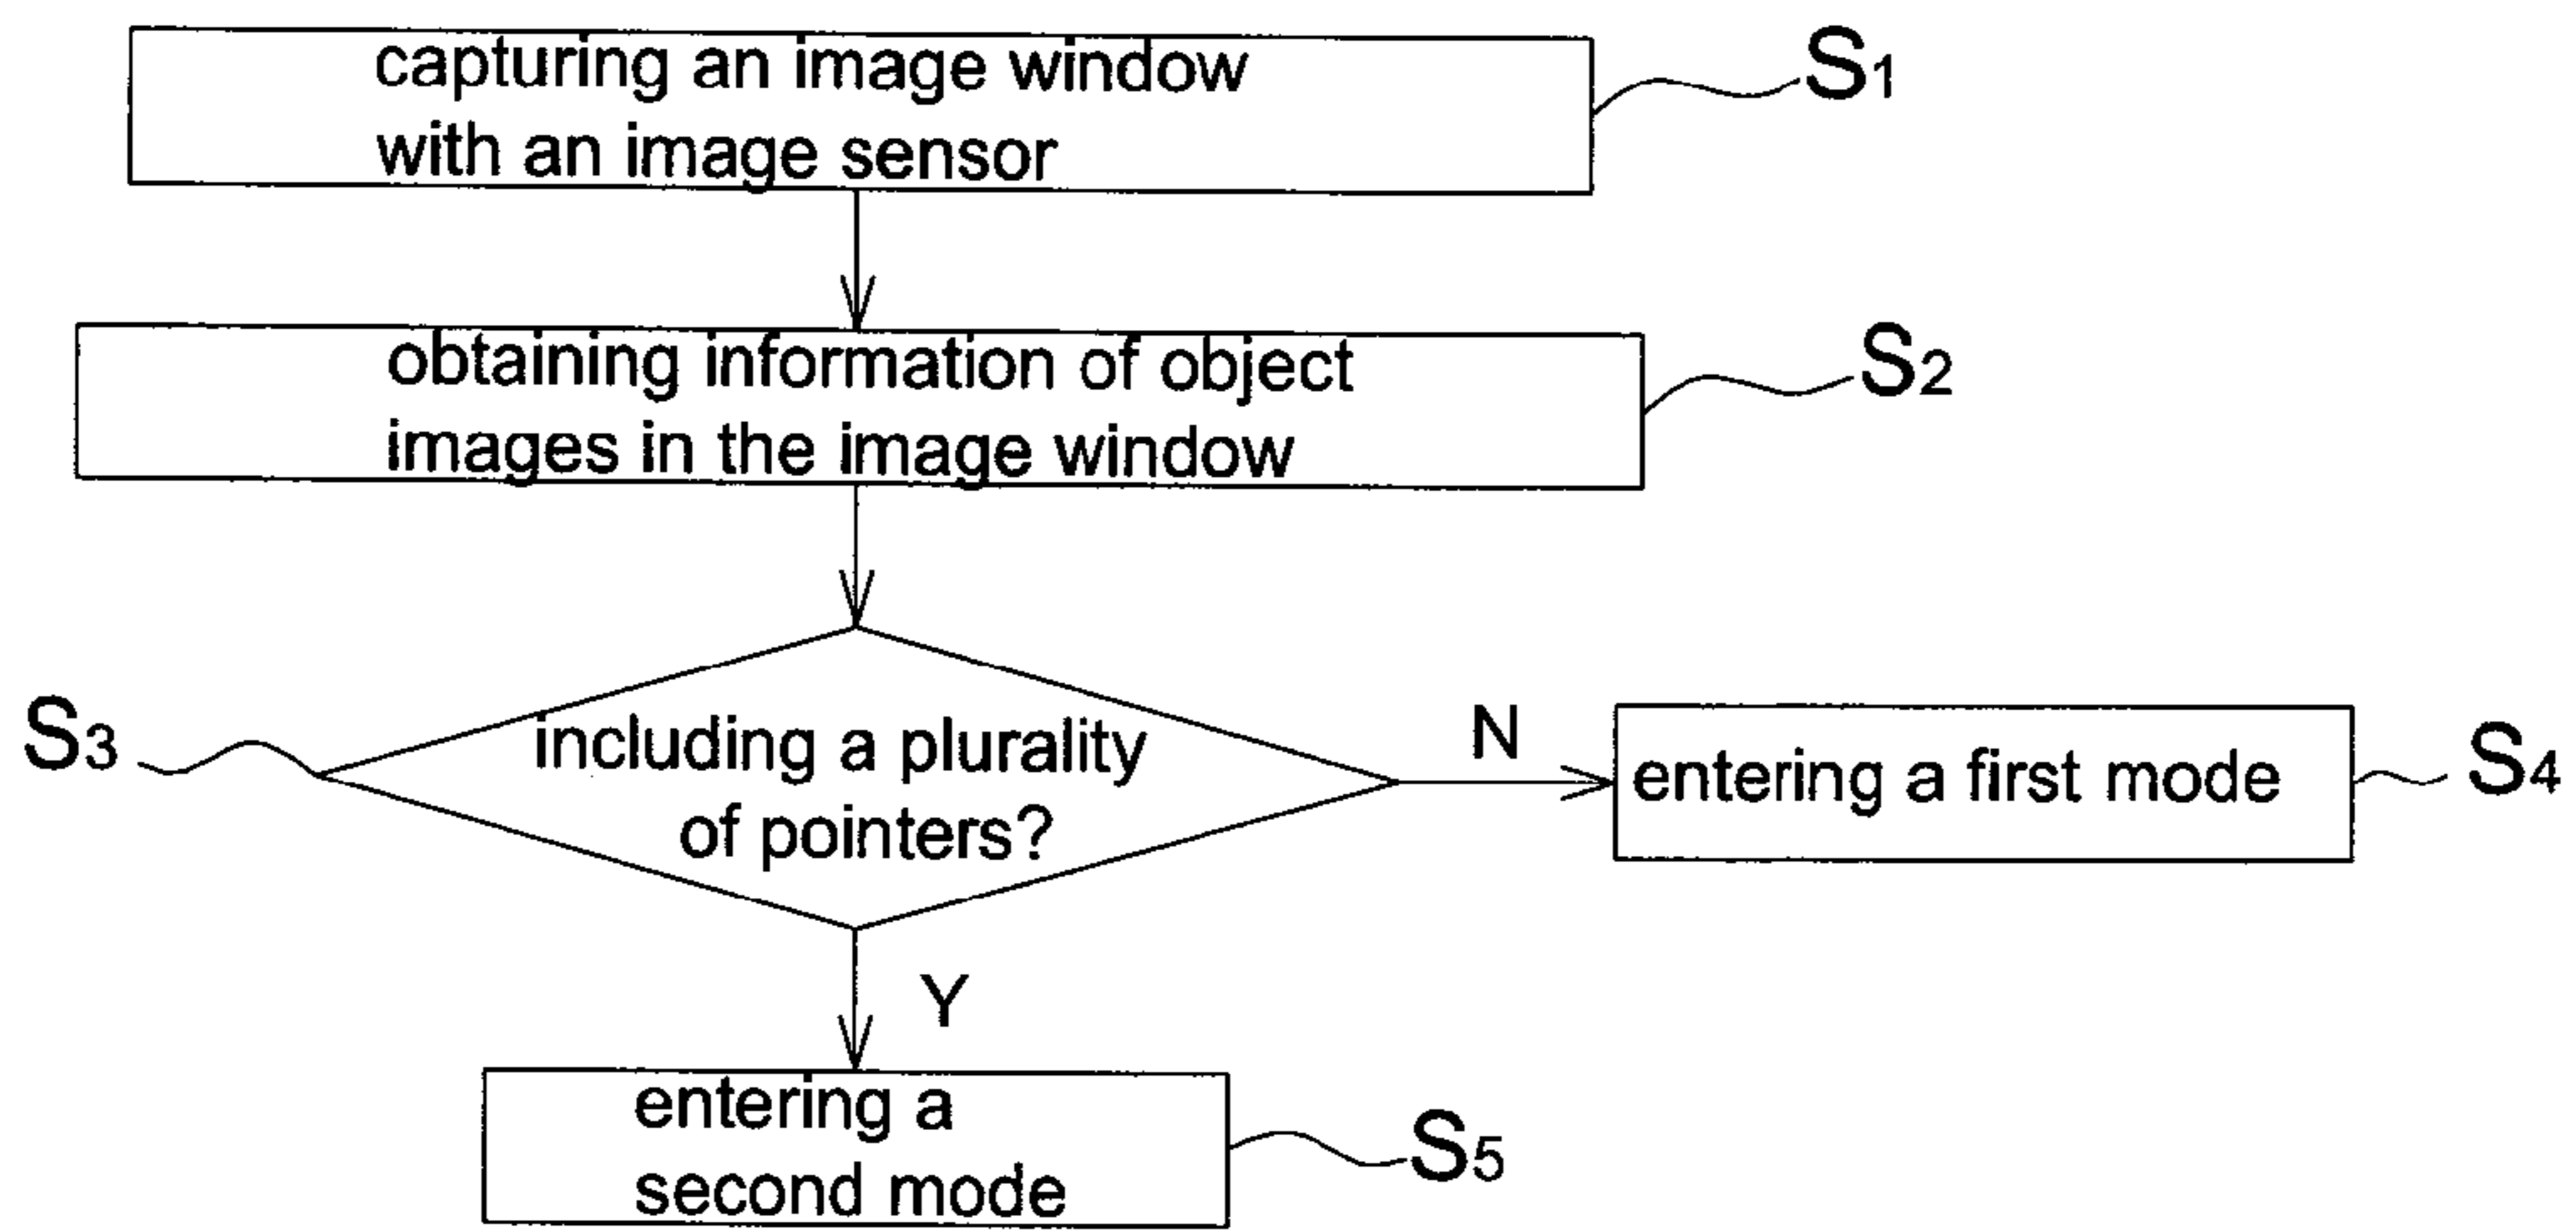 capturing an image window
with an image sensor
S1
obtaining information of object
images in the image window
S2
S3
including a plurality
of pointers?
N
entering a first mode
S4
Y
entering a
second mode
S5